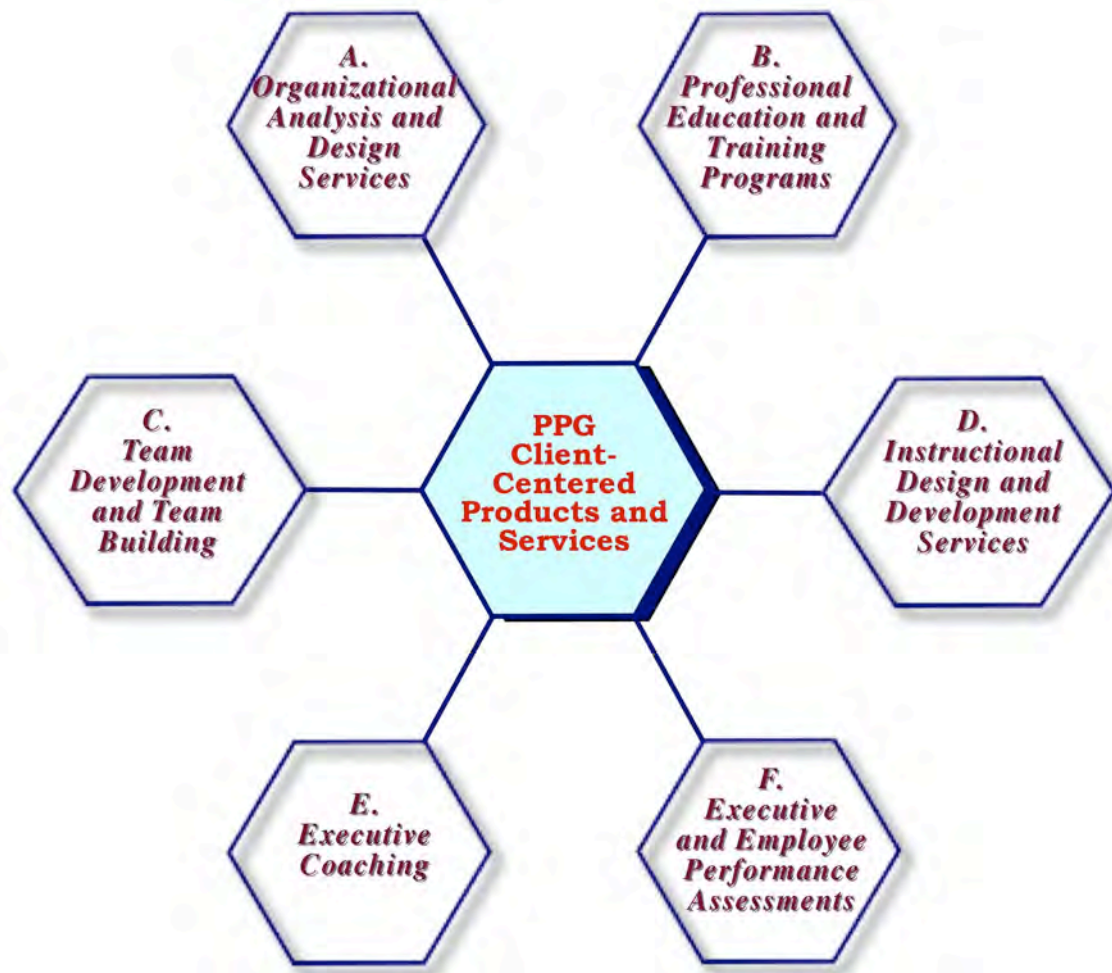 A.
Organizational
Analysis and
Design
Services
B.
Professional
Education and
Training
Programs
C.
Team
Development
and Team
Building
PPG
Client-
Centered
Products and
Services
D.
Instructional
Design and
Development
Services
E.
Executive
Coaching
F.
Executive
and Employee
Performance
Assessments